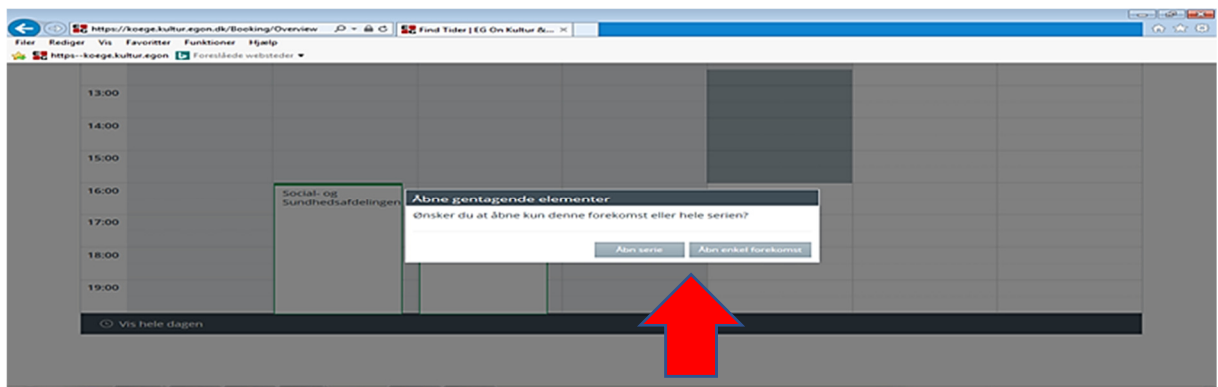 https://koege.kultur.egon.dk/Booking/Overview
Find Tider | EG On Kultur &...
Filer Rediger Vis Favoritter Funktioner Hjælp
https--koege.kultur.egon Foreslåede websteder
13:00
14:00
15:00
16:00
Social- og
Sundhedsafdelingen
Åbne gentagende elementer
Ønsker du at åbne kun denne forekomst eller hele serien?
17:00
Åbn serie Åbn enkel forekomst
18:00
19:00
Vis hele dagen